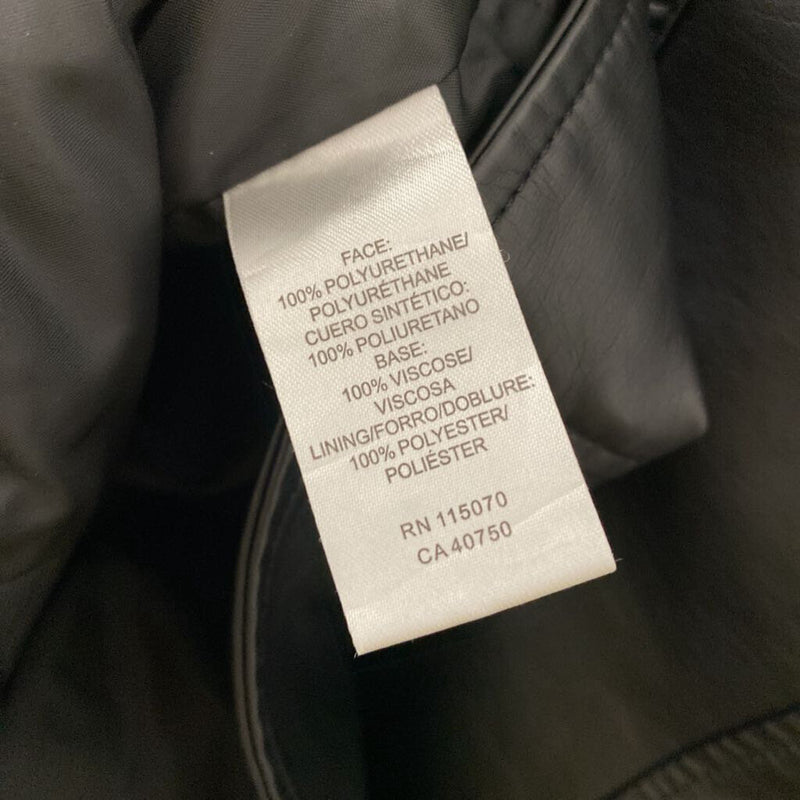 FACE:
100% POLYURETHANE/
POLYURÉTHANE
CUERO SINTÉTICO:
100% POLIURETANO
BASE:
100% VISCOSE/
VISCOSA
LINING/FORRO/DOBLURE:
100% POLYESTER/
POLIÉSTER
RN 115070
CA 40750